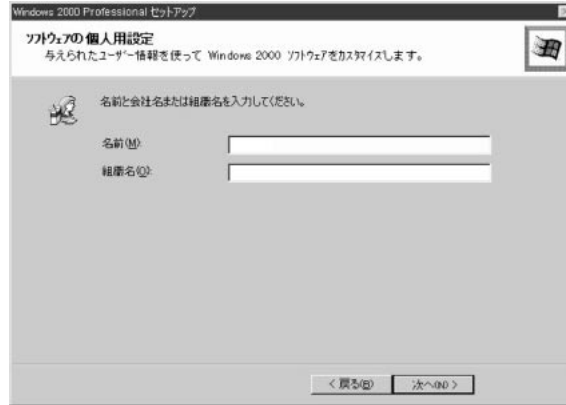 Windows 2000 Professional セットアップ
ソフトウェアの個人用設定
与えられたユーザー情報を使って Windows 2000 ソフトウェアをカスタマイズします。
名前と会社名または組織名を入力してください。
名前(M):
組織名(O):
< 戻る(B)
次へ(N) >